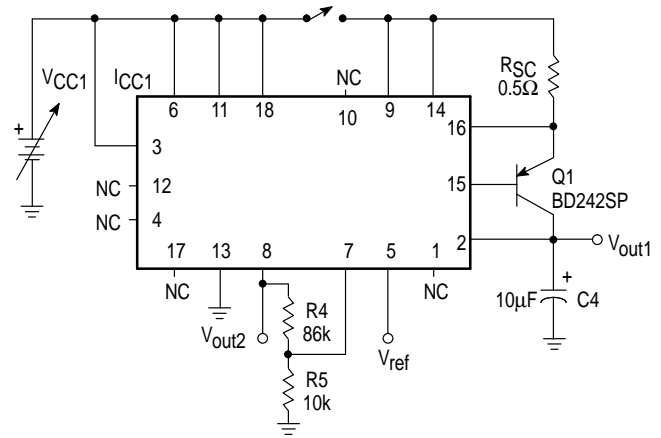 VCC1
ICC1
RSC
0.5Ω
NC
6
11
18
10
9
14
16
3
NC
12
15
Q1
BD242SP
NC
4
2
Vout1
17
13
8
7
5
1
NC
NC
R4
86k
10µF
C4
Vout2
Vref
R5
10k
+
+